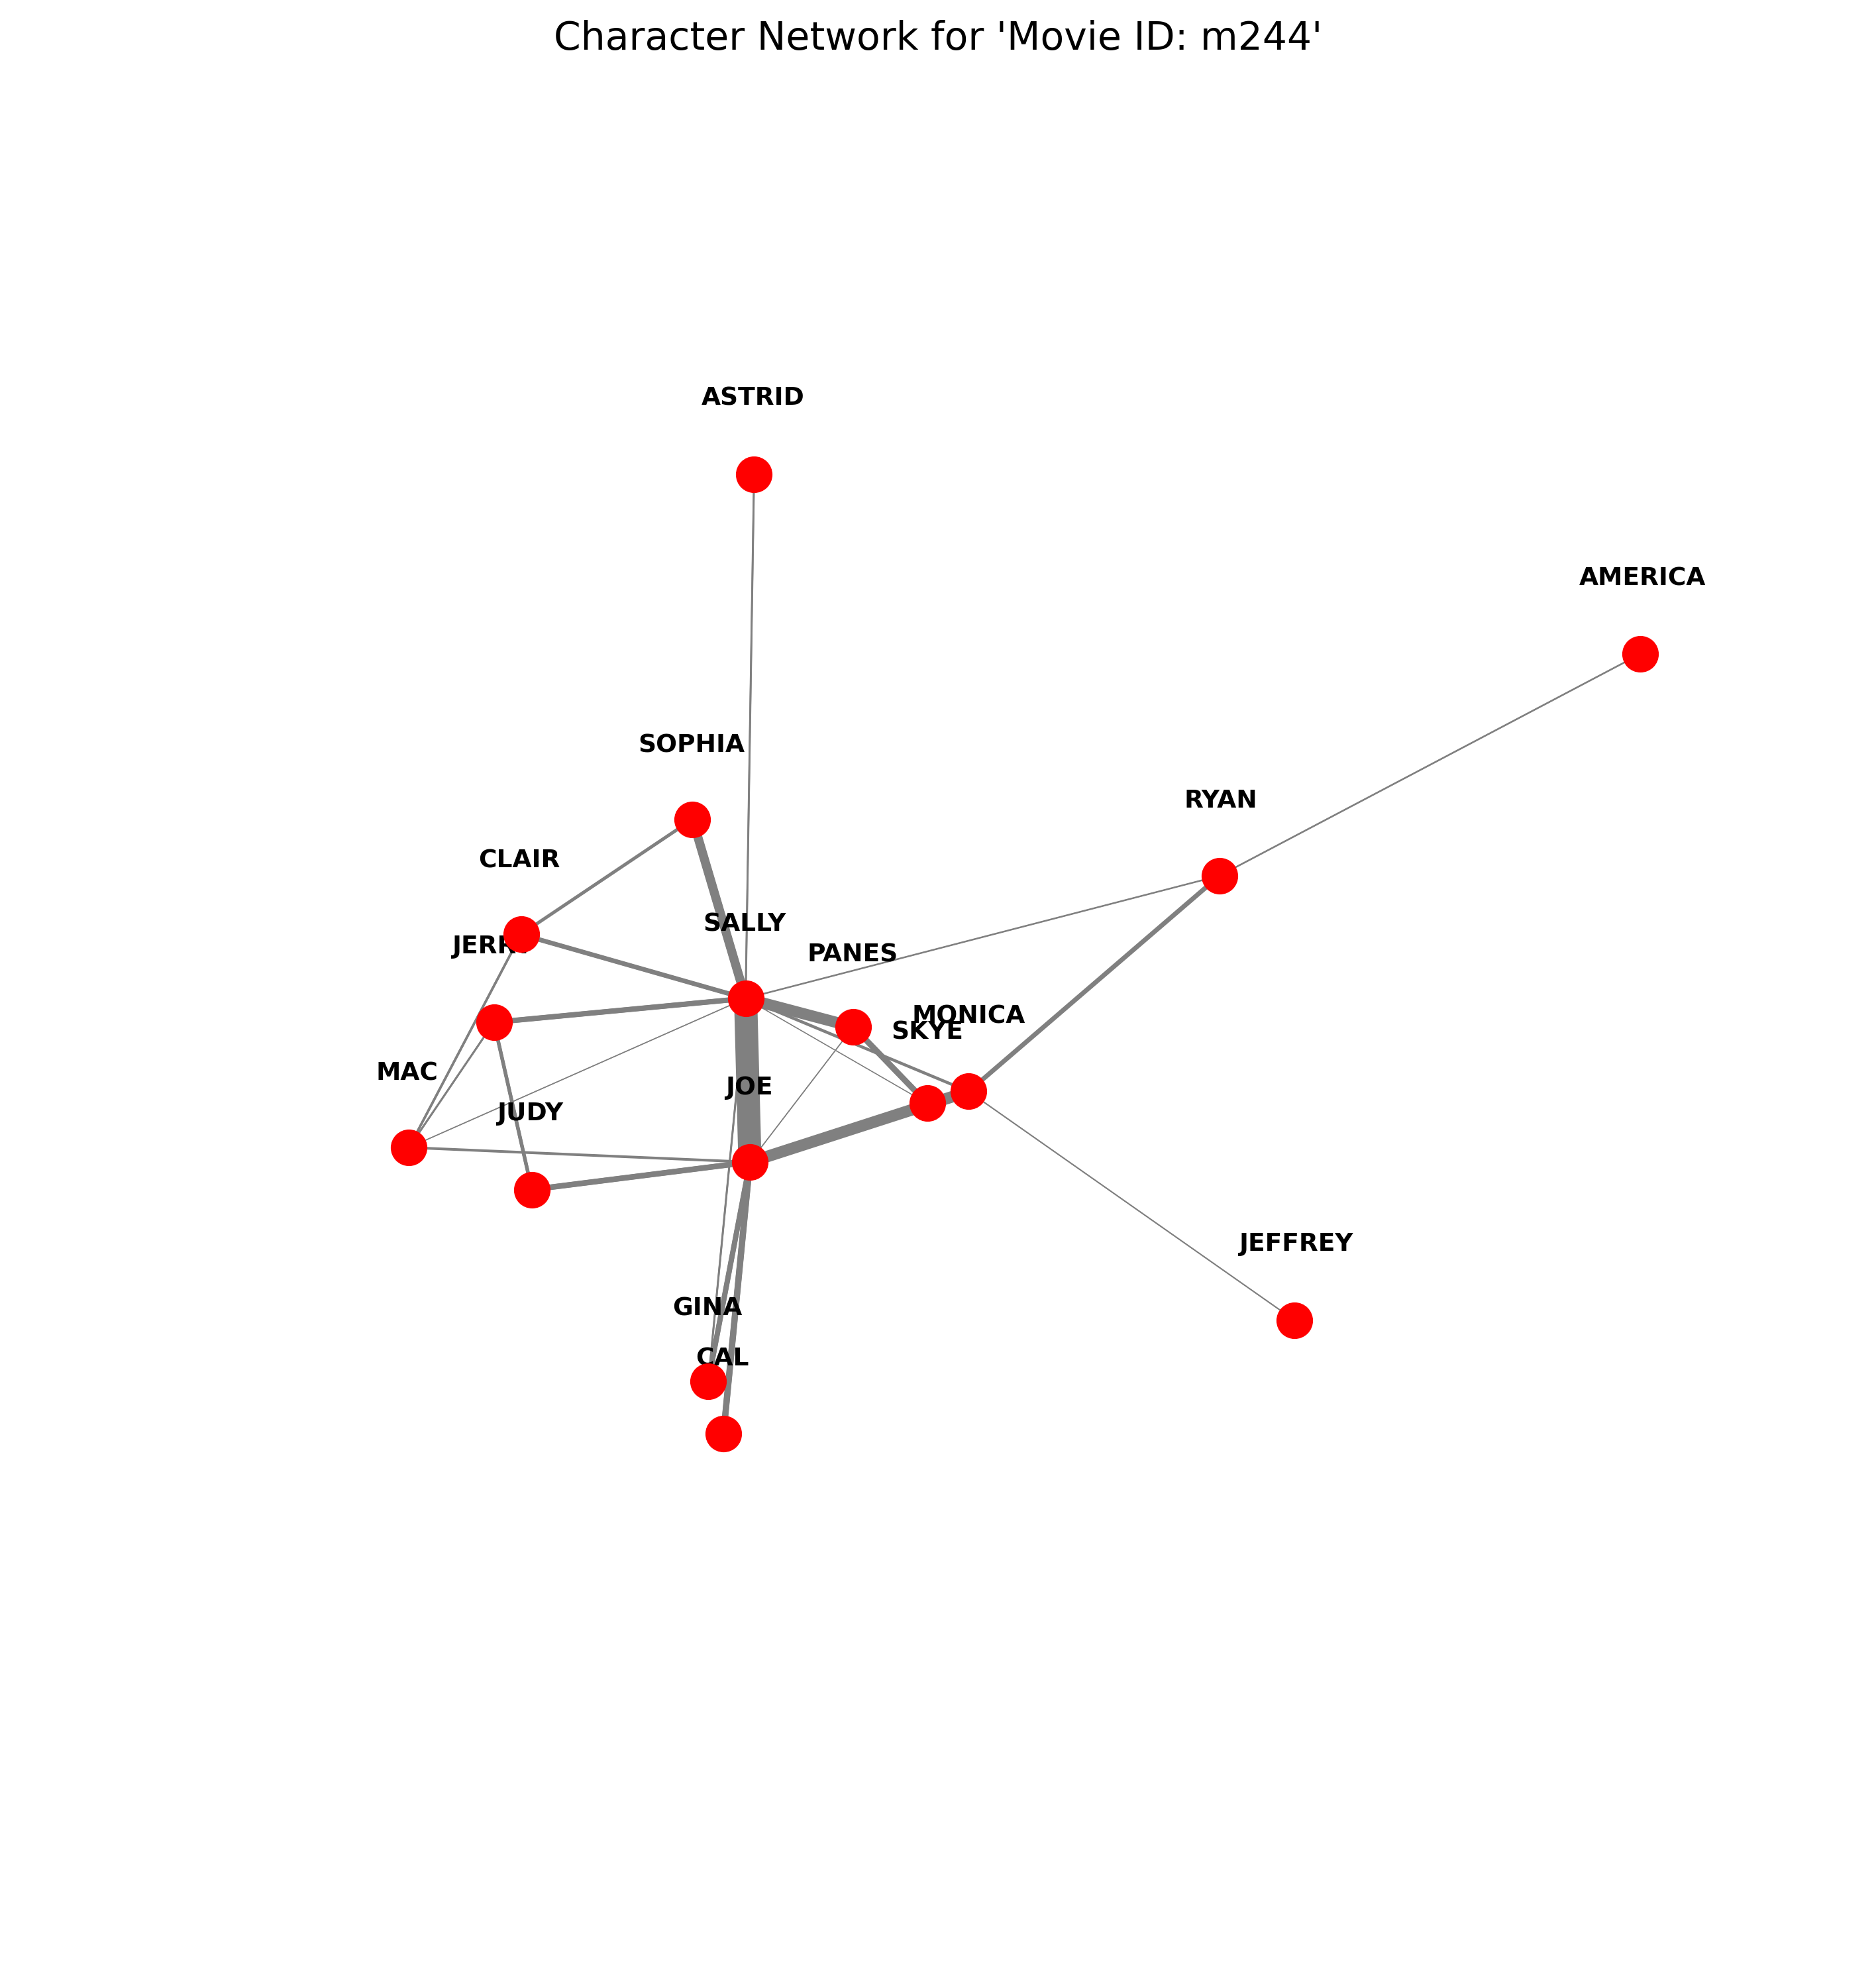 Character Network for 'Movie ID: m244'
ASTRID
AMERICA
SOPHIA
RYAN
CLAIR
SALLY
JERR
PANES
MONICA
SKYE
MAC
JOE
JUDY
JEFFREY
GINA
CAL